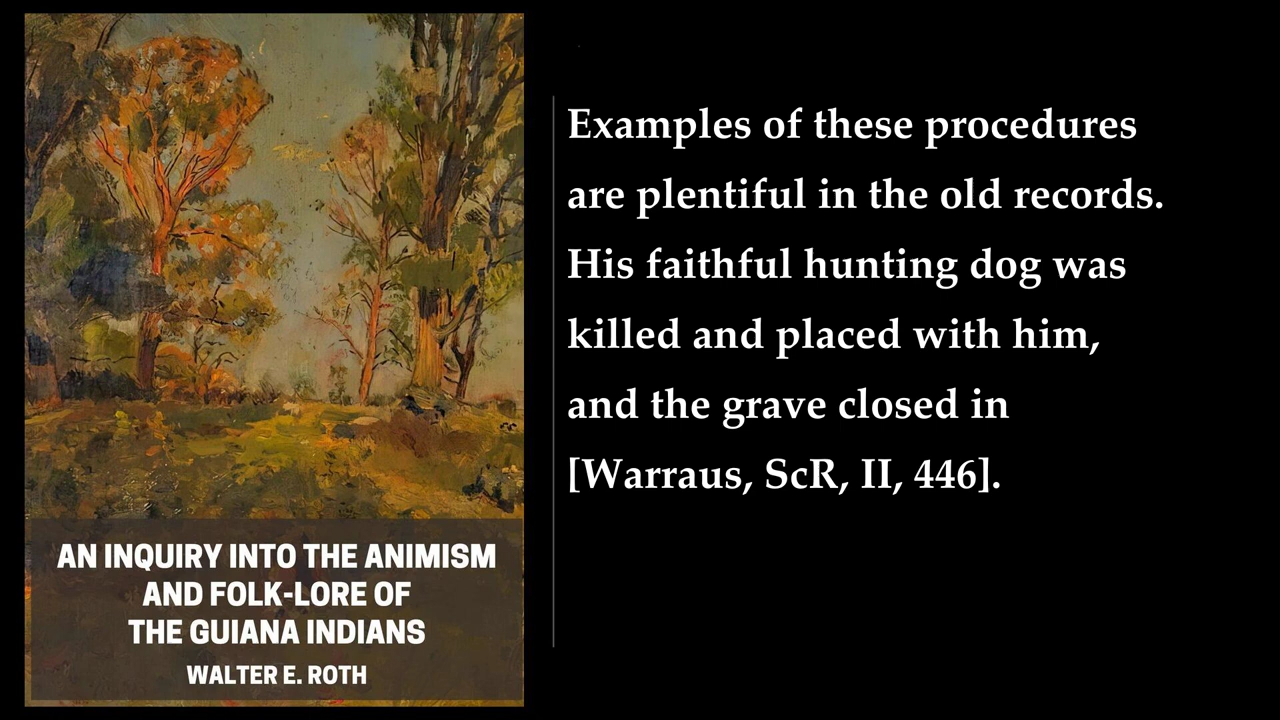 Examples of these procedures
are plentiful in the old records.
His faithful hunting dog was
killed and placed with him,
and the grave closed in
[Warraus, ScR, II, 446].
AN INQUIRY INTO THE ANIMISM
AND FOLK-LORE OF
THE GUIANA INDIANS
WALTER E. ROTH